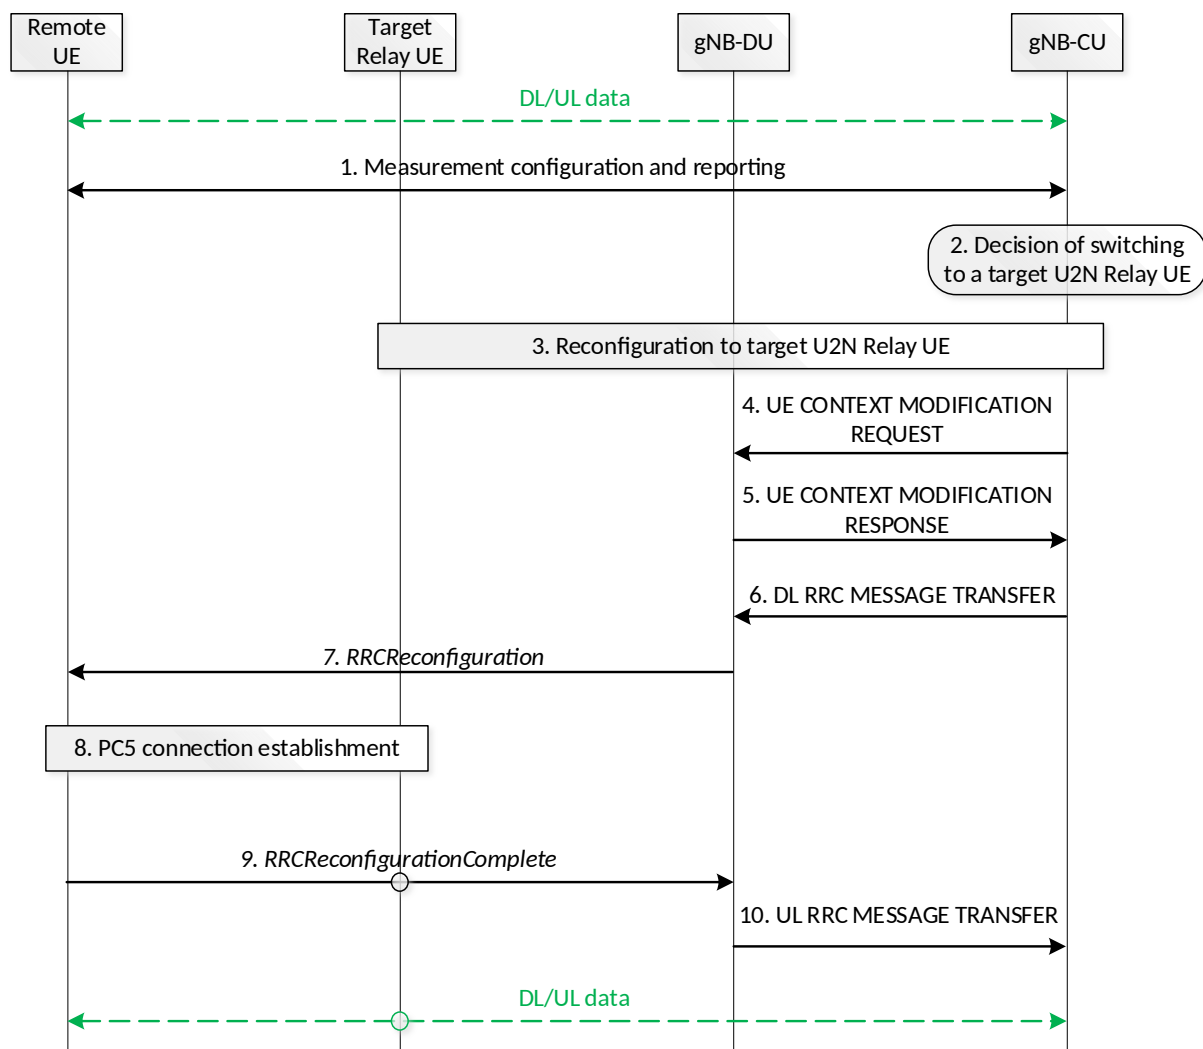 Remote
UE
Target
Relay UE
gNB-DU
gNB-CU
DL/UL data
1. Measurement configuration and reporting
2. Decision of switching
to a target U2N Relay UE
3. Reconfiguration to target U2N Relay UE
4. UE CONTEXT MODIFICATION
REQUEST
5. UE CONTEXT MODIFICATION
RESPONSE
6. DL RRC MESSAGE TRANSFER
7. RRCReconfiguration
8. PC5 connection establishment
9. RRCReconfigurationComplete
10. UL RRC MESSAGE TRANSFER
DL/UL data